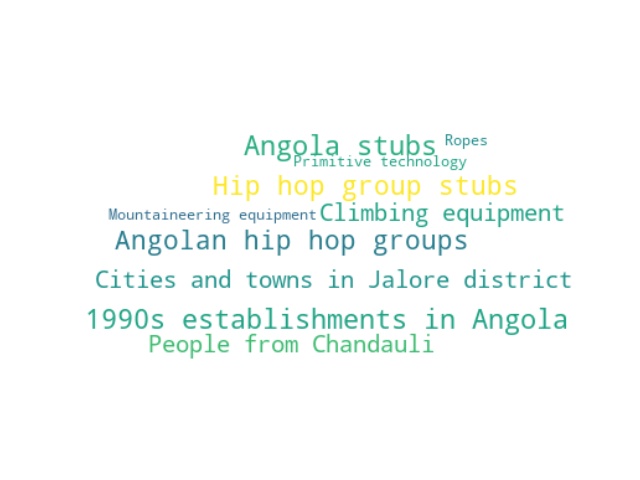 Angola stubs
Ropes
Primitive technology
Hip hop group stubs
Mountaineering equipment
Climbing equipment
Angolan hip hop groups
Cities and towns in Jalore district
1990s establishments in Angola
People from Chandauli